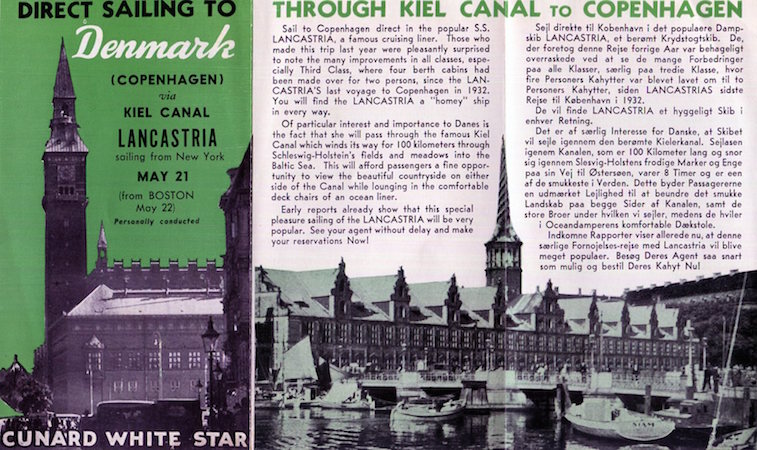 DIRECT SAILING TO
Denmark
(COPENHAGEN)
via
KIEL CANAL
LANCASTRIA
sailing from New York
MAY 21
(from BOSTON
May 22)
Personally conducted
CUNARD WHITE STAR
THROUGH KIEL CANAL TO COPENHAGEN
Sail to Copenhagen direct in the popular S.S.
LANCASTRIA, a famous cruising liner. Those who
made this trip last year were pleasantly surprised
to note the many improvements in all classes, espe-
cially Third Class, where four berth cabins had
been made over for two persons, since the LAN-
CASTRIA'S last voyage to Copenhagen in 1932.
You will find the LANCASTRIA a "homey" ship
in every way.
Of particular interest and importance to Danes is
the fact that she will pass through the famous Kiel
Canal which winds its way for 100 kilometers through
Schleswig-Holstein's fields and meadows into the
Baltic Sea. This will afford passengers a fine oppor-
tunity to view the beautiful countryside on either
side of the Canal while lounging in the comfortable
deck chairs of an ocean liner.
Early reports already show that this special
pleasure sailing of the LANCASTRIA will be very
popular. See your agent without delay and make
your reservations Now!
Sejl direkte til København i det populaere Damp-
skib LANCASTRIA, et berømt Krydstogtskib. De,
der foretog denne Rejse forrige Aar var behageligt
overraskede ved at se de mange Forbedringer
paa alle Klasser, særlig paa tredie Klasse, hvor
fire Personers Kahytter var blevet lavet om til to
Personers Kahytter, siden LANCASTRIAS sidste
Rejse til København i 1932.
De vil finde LANCASTRIA et hyggeligt Skib i
enhver Retning.
Det er af særlig Interesse for Danske, at Skibet
vil sejle igennem den berømte Kielerkanal. Sejlasen
igenem Kanalen, som er 100 Kilometer lang og snor
sig igennem Slesvig-Holstens frodige Marker og Enge
paa sin Vej til Østersøen, varer 8 Timer og er een
af de smukkeste i Verden. Dette byder Passagererne
en udmærket Lejlighed til at beundre det smukke
Landskab paa begge Sider af Kanalen, samt de
store Broer under hvilken vi sejler, medens de hviler
i Oceandamperens komfortable Dækstole.
Indkomne Rapporter viser allerede nu, at denne
særlige Fornojelses-rejse med Lancastria vil blive
meget populaer. Besøg Deres Agent saa snart
som mulig og bestil Deres Kahyt Nu!
SIAM